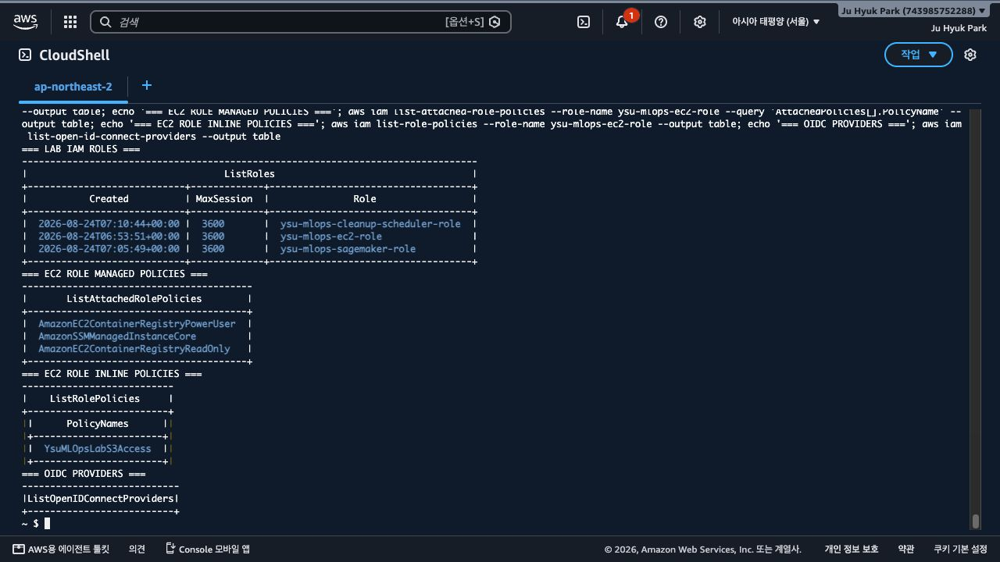 aws
검색
[옵션+S]
1
아시아 태평양 (서울)
Ju Hyuk Park (743985752288)
Ju Hyuk Park
CloudShell
작업
ap-northeast-2
+
--output table; echo '=== EC2 ROLE MANAGED POLICIES ==='; aws iam list-attached-role-policies --role-name ysu-mlops-ec2-role --query 'AttachedPolicies[].PolicyName' --
output table; echo '=== EC2 ROLE INLINE POLICIES ==='; aws iam list-role-policies --role-name ysu-mlops-ec2-role --output table; echo '=== OIDC PROVIDERS ==='; aws iam
list-open-id-connect-providers --output table
=== LAB IAM ROLES ===
---------------------------------------------------------------------------------
|                                   ListRoles                                   |
+-----------------------------+-------------+-----------------------------------+
|           Created           | MaxSession  |               Role                |
+-----------------------------+-------------+-----------------------------------+
|  2026-08-24T07:10:44+00:00  |  3600       |  ysu-mlops-cleanup-scheduler-role |
|  2026-08-24T06:53:51+00:00  |  3600       |  ysu-mlops-ec2-role               |
|  2026-08-24T07:05:49+00:00  |  3600       |  ysu-mlops-sagemaker-role         |
+-----------------------------+-------------+-----------------------------------+
=== EC2 ROLE MANAGED POLICIES ===
-----------------------------------------
|       ListAttachedRolePolicies        |
+---------------------------------------+
|  AmazonEC2ContainerRegistryPowerUser  |
|  AmazonSSMManagedInstanceCore         |
|  AmazonEC2ContainerRegistryReadOnly   |
+---------------------------------------+
=== EC2 ROLE INLINE POLICIES ===
---------------------------
|    ListRolePolicies     |
+-------------------------+
||      PolicyNames      ||
|+-----------------------+|
||  YsuMLOpsLabS3Access  ||
|+-----------------------+|
=== OIDC PROVIDERS ===
----------------------------
|ListOpenIDConnectProviders|
+--------------------------+
~ $
AWS용 에이전트 툴킷
의견
Console 모바일 앱
© 2026, Amazon Web Services, Inc. 또는 계열사.
개인 정보 보호
약관
쿠키 기본 설정